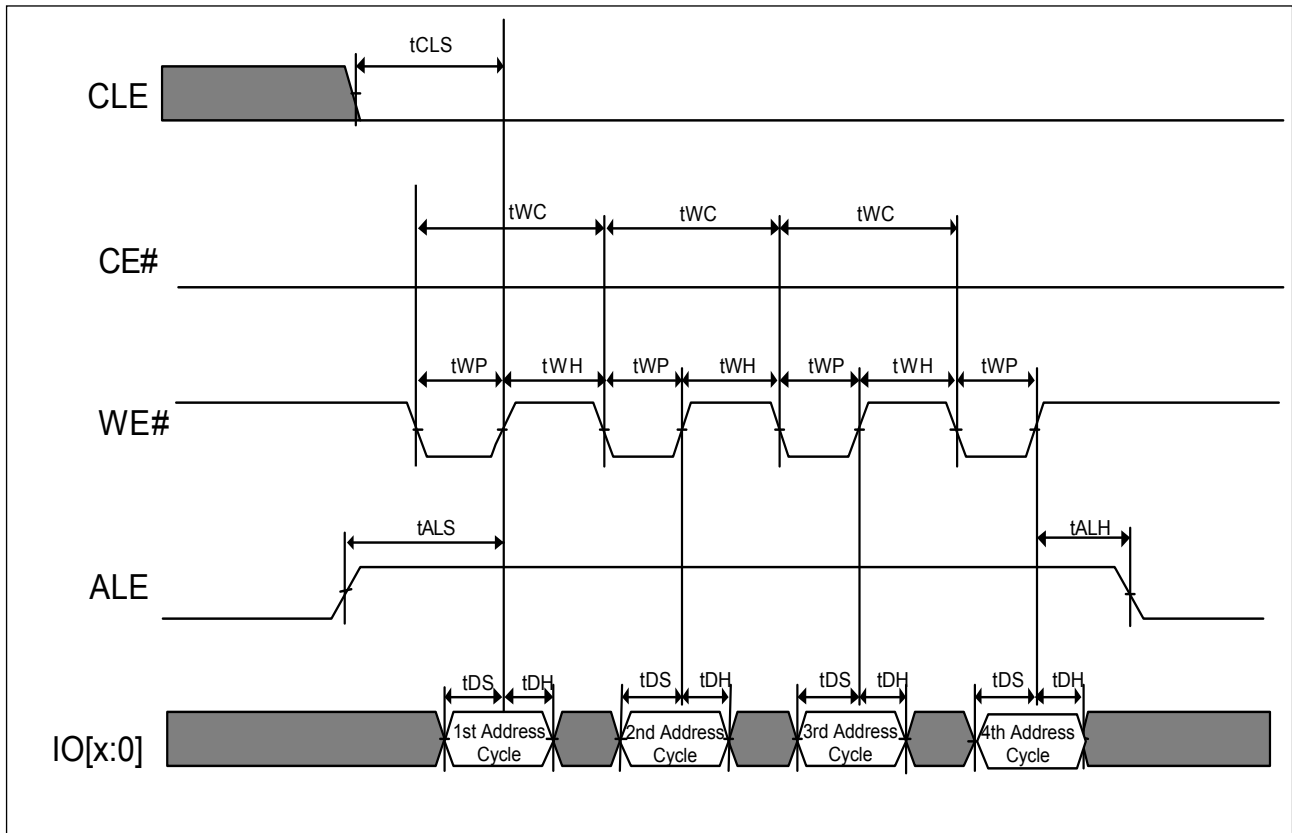 tCLS
CLE
tWC tWC tWC
CE#
tWP tWH tWP tWH tWP tWH tWP
WE#
tALS tALH
ALE
tDS tDH tDS tDH tDS tDH tDS tDH
IO[x:0]
1st Address Cycle
2nd Address Cycle
3rd Address Cycle
4th Address Cycle